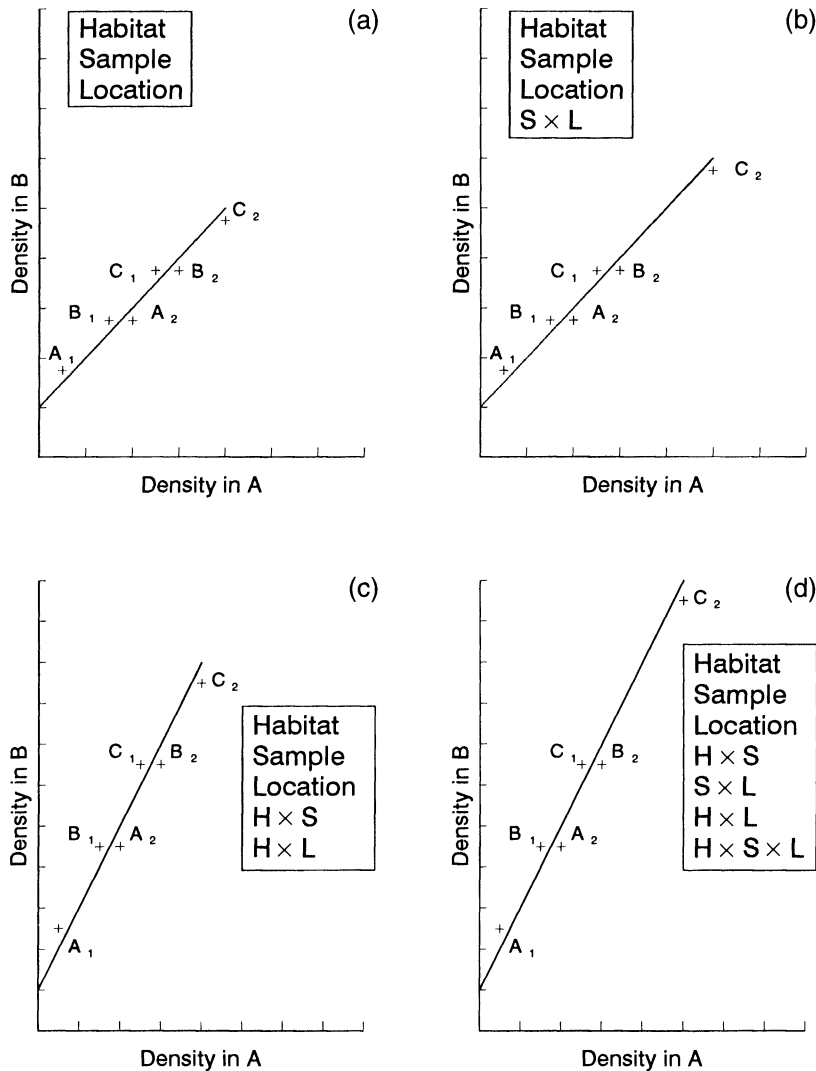 (a)
Habitat
Sample
Location
Density in B
A 1
B 1
C 1
A 2
B 2
C 2
Density in A
(b)
Habitat
Sample
Location
S × L
Density in B
A 1
B 1
C 1
A 2
B 2
C 2
Density in A
(c)
Habitat
Sample
Location
H × S
H × L
Density in B
A 1
B 1
C 1
A 2
B 2
C 2
Density in A
(d)
Habitat
Sample
Location
H × S
S × L
H × L
H × S × L
Density in B
A 1
B 1
C 1
A 2
B 2
C 2
Density in A